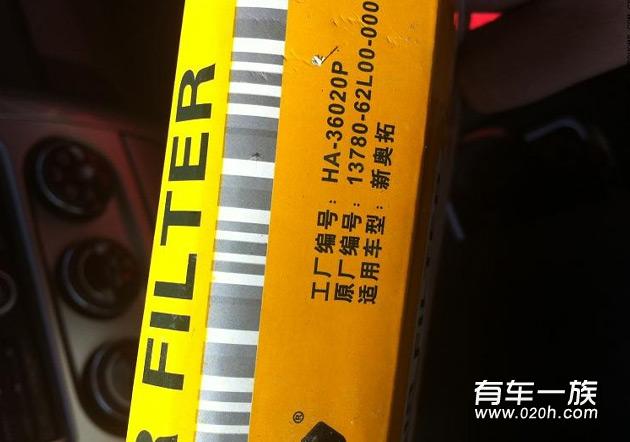 R FILTER
工厂编号: HA-36020P
原厂编号: 13780-62L00-000
适用车型: 新奥拓
®
有车一族
www.020h.com